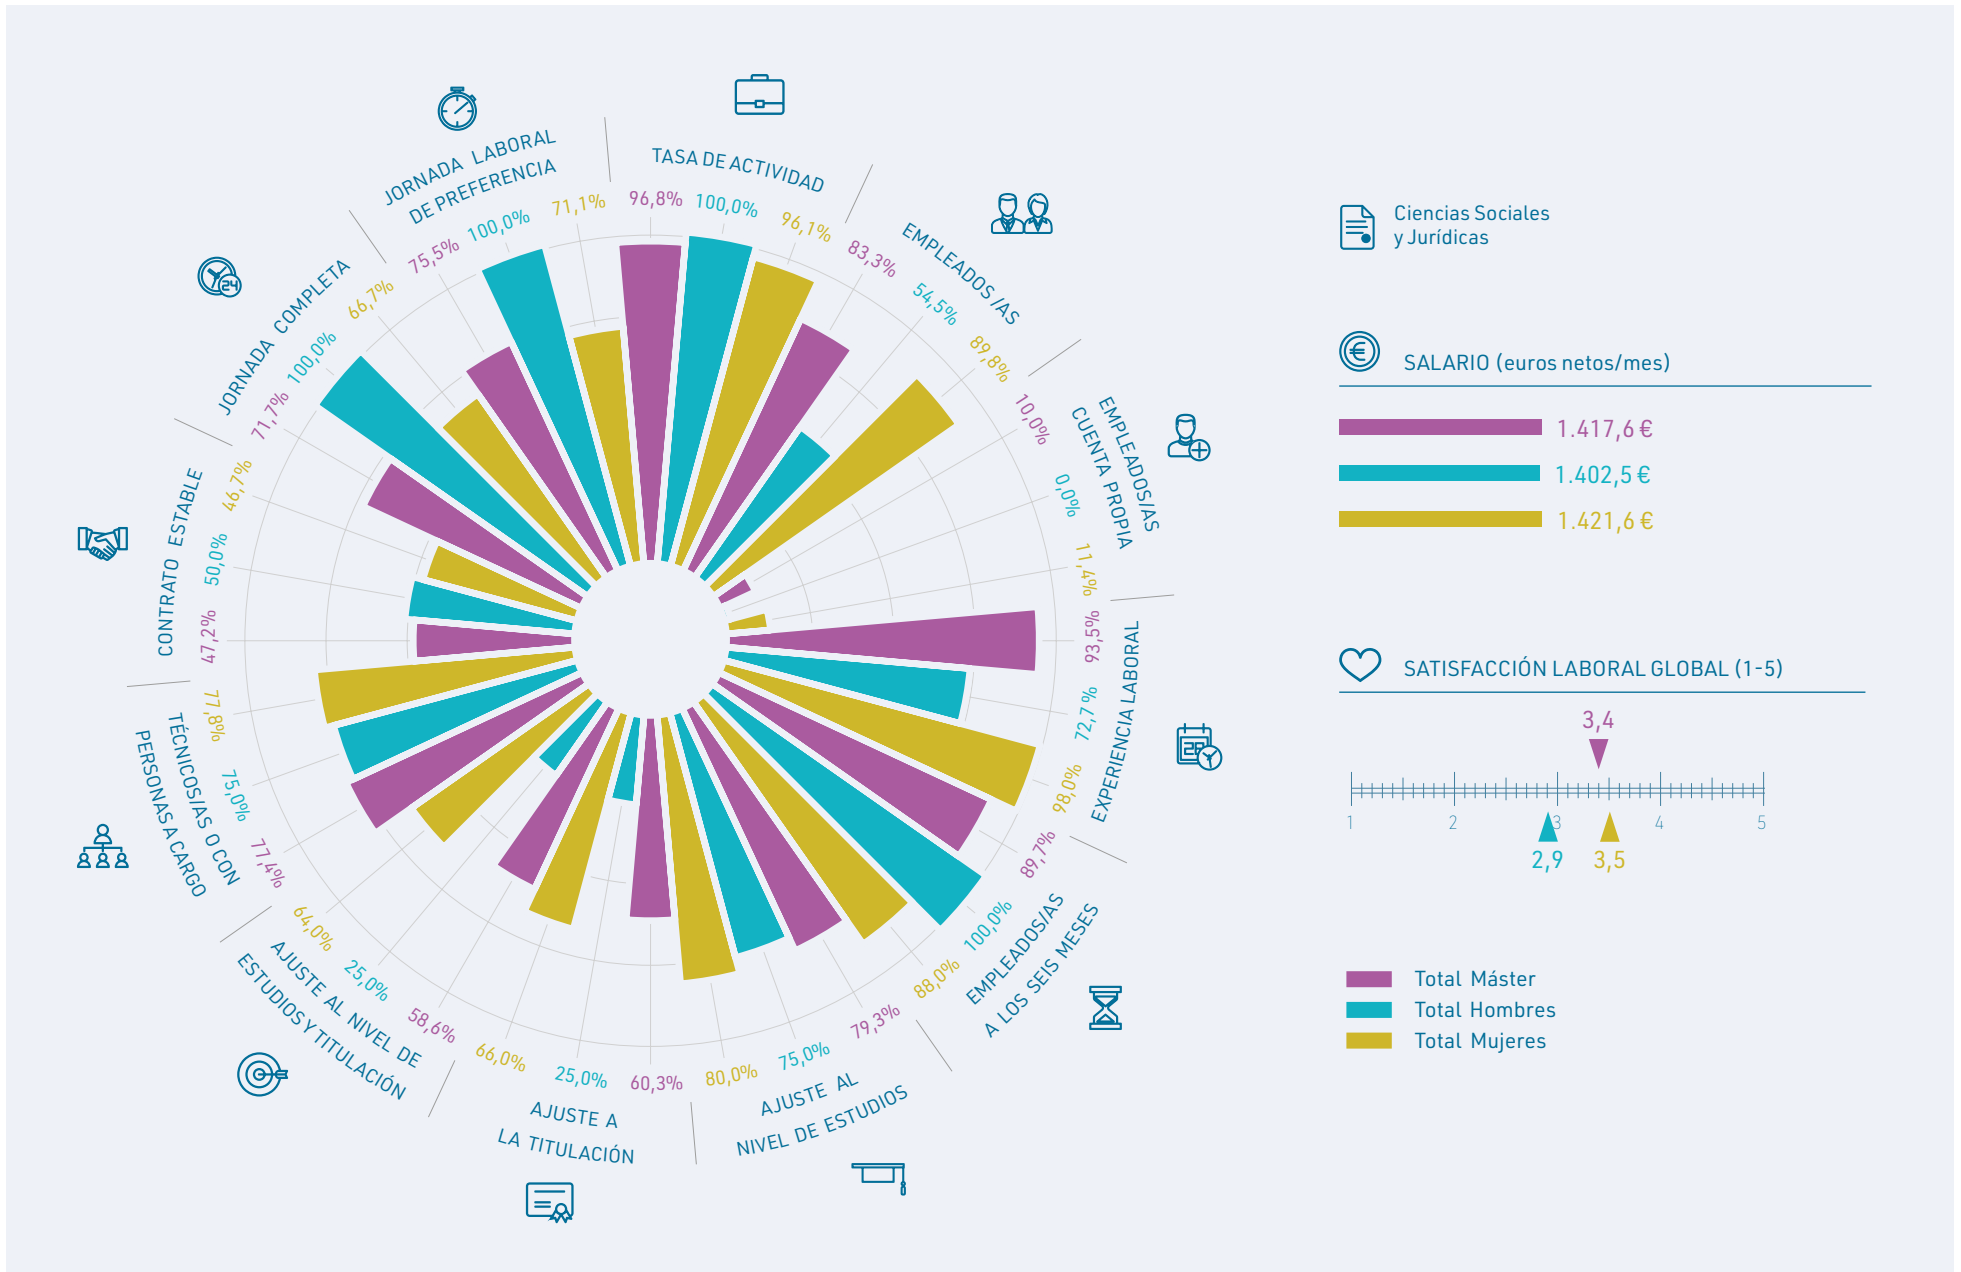 TASA DE ACTIVIDAD
96,8%
100,0%
96,1%
EMPLEADOS /AS
83,3%
54,5%
89,8%
EMPLEADOS/AS
CUENTA PROPIA
10,0%
0,0%
11,4%
EXPERIENCIA LABORAL
93,5%
72,7%
98,0%
EMPLEADOS/AS
A LOS SEIS MESES
89,7%
100,0%
88,0%
AJUSTE AL
NIVEL DE ESTUDIOS
79,3%
75,0%
80,0%
AJUSTE A
LA TITULACIÓN
60,3%
25,0%
66,0%
AJUSTE AL NIVEL DE
ESTUDIOS Y TITULACIÓN
58,6%
25,0%
64,0%
TÉCNICOS/AS O CON
PERSONAS A CARGO
77,4%
75,0%
77,8%
CONTRATO ESTABLE
47,2%
50,0%
46,7%
JORNADA COMPLETA
24
71,7%
100,0%
66,7%
JORNADA LABORAL
DE PREFERENCIA
75,5%
100,0%
71,1%
Ciencias Sociales
y Jurídicas
€
SALARIO (euros netos/mes)
1.417,6 €
1.402,5 €
1.421,6 €
SATISFACCIÓN LABORAL GLOBAL (1-5)
3,4
1 2 3 4 5
2,9 3,5
Total Máster
Total Hombres
Total Mujeres